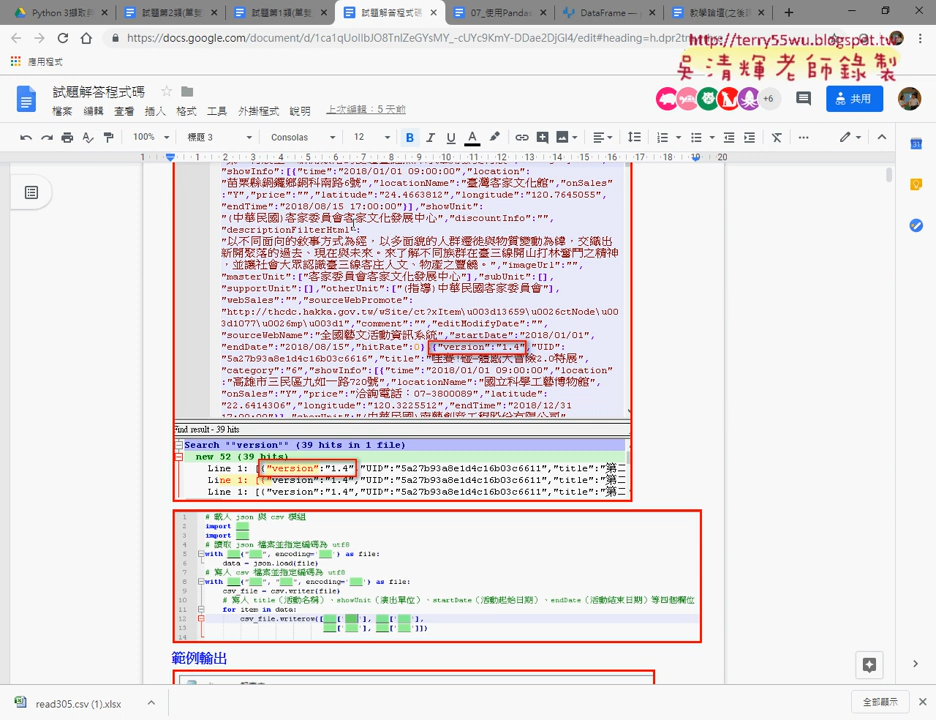 Python 3擷取與
試題第2類(單獎
試題第1類(單獎
試題解答程式碼
07_使用Panda
DataFrame —
教學論壇(之後
http://terry55wu.blogspot.tw
吳清輝老師錄製
應用程式
試題解答程式碼
檔案 編輯 查看 插入 格式 工具 外掛程式 說明 上次編輯：5 天前
+6
共用
100% 標題 3 Consolas 12
"showInfo":[{"time":"2018/01/01 09:00:00","location":
"苗栗縣銅鑼鄉銅科南路6號","locationName":"臺灣客家文化館","onSales
"Y","price":"","latitude":"24.4663812","longitude":"120.7645055",
"endTime":"2018/08/15 17:00:00"}],"showUnit":
"(中華民國)客家委員會客家文化發展中心","discountInfo":"",
"descriptionFilterHtml":
"以不同面向的敘事方式為經，以多面貌的人群遷徙與物質變動為緯，交織出
新開聚落的過去、現在與未來。來了解不同族群在臺三線開山打林奮鬥之精神
，並讓社會大眾認識臺三線客庄人文、物產之豐饒。","imageUrl":"",
"masterUnit":["客家委員會客家文化發展中心"],"subUnit":[],
"supportUnit":[],"otherUnit":["(指導)中華民國客家委員會"],
"webSales":"","sourceWebPromote":
"http://thcdc.hakka.gov.tw/wSite/ct?xItem\u003d13659\u0026ctNode\u00
3d1077\u0026mp\u003d1","comment":"","editModifyDate":"",
"sourceWebName":"全國藝文活動資訊系統","startDate":"2018/01/01",
"endDate":"2018/08/15","hitRate":0},{"version":"1.4","UID":
"5a27b93a8e1d4c16b03c6616","title":
"category":"6","showInfo":[{"time":"2018/01/01 09:00:00","location
:"高雄市三民區九如一路720號","locationName":"國立科學工藝博物館"
,"onSales":"Y","price":"洽詢電話：07-3800089","latitude":
"22.6414306","longitude":"120.3225512","endTime":"2018/12/31
Find result - 39 hits
Search ""version"" (39 hits in 1 file)
new 52 (39 hits)
Line 1: [{"version":"1.4","UID":"5a27b93a8e1d4c16b03c6611","title":"第二
Line 1: [{"version":"1.4","UID":"5a27b93a8e1d4c16b03c6611","title":"第二
Line 1: [{"version":"1.4","UID":"5a27b93a8e1d4c16b03c6611","title":"第二
1 # 載入 json 與 csv 模組
2 import
3 import
4 # 讀取 json 檔案並指定編碼為 utf8
5 with ("", encoding='') as file:
6 data = json.load(file)
7 # 寫入 csv 檔案並指定編碼為 utf8
8 with ("", "", encoding='') as file:
9 csv_file = csv.writer(file)
10 # 寫入 title（活動名稱）、showUnit（演出單位）、startDate（活動起始日期）、endDate（活動結束日期）等四個欄位
11 for item in data:
12 csv_file.writerow([[''], [''],
13 [''], ['']])
14
範例輸出
read305.csv (1).xlsx
全部顯示